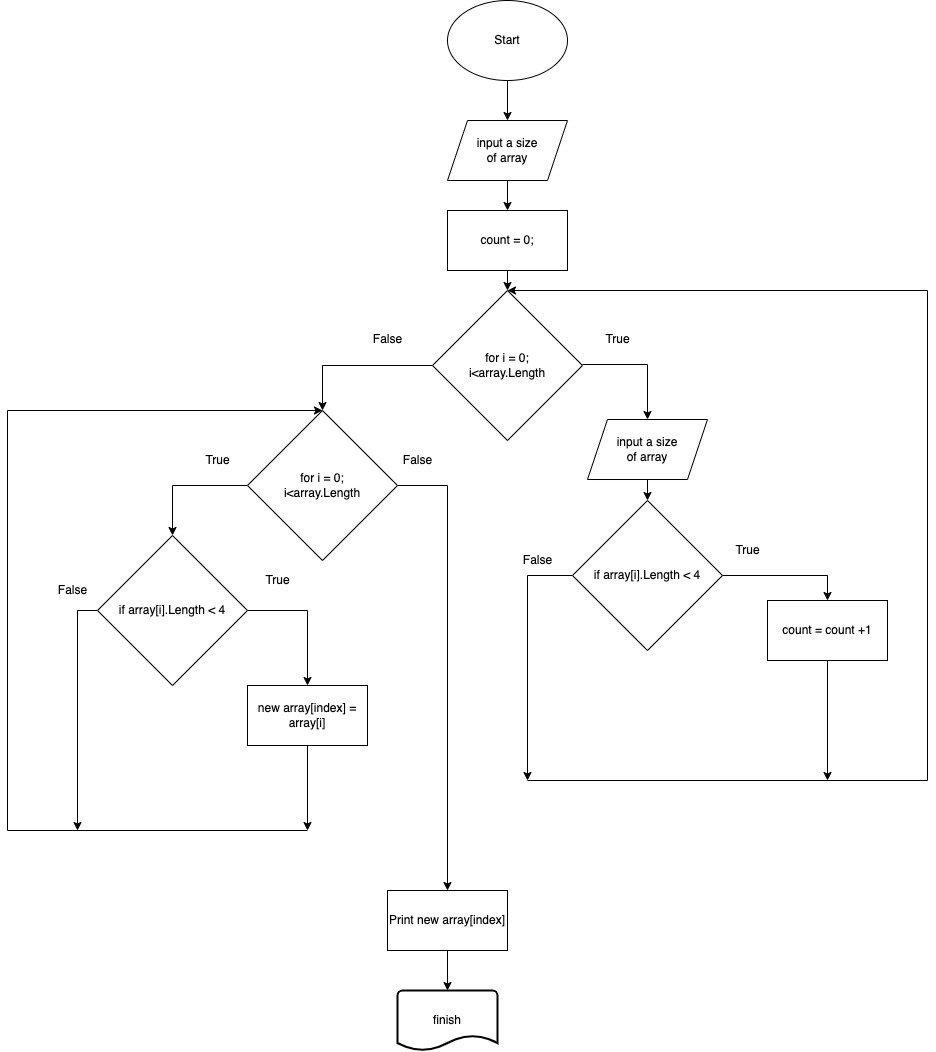 Start
input a size
of array
count = 0;
False
True
for i = 0;
i<array.Length
input a size
of array
True
False
for i = 0;
i<array.Length
False
True
if array[i].Length < 4
count = count +1
False
True
if array[i].Length < 4
new array[index] =
array[i]
Print new array[index]
finish